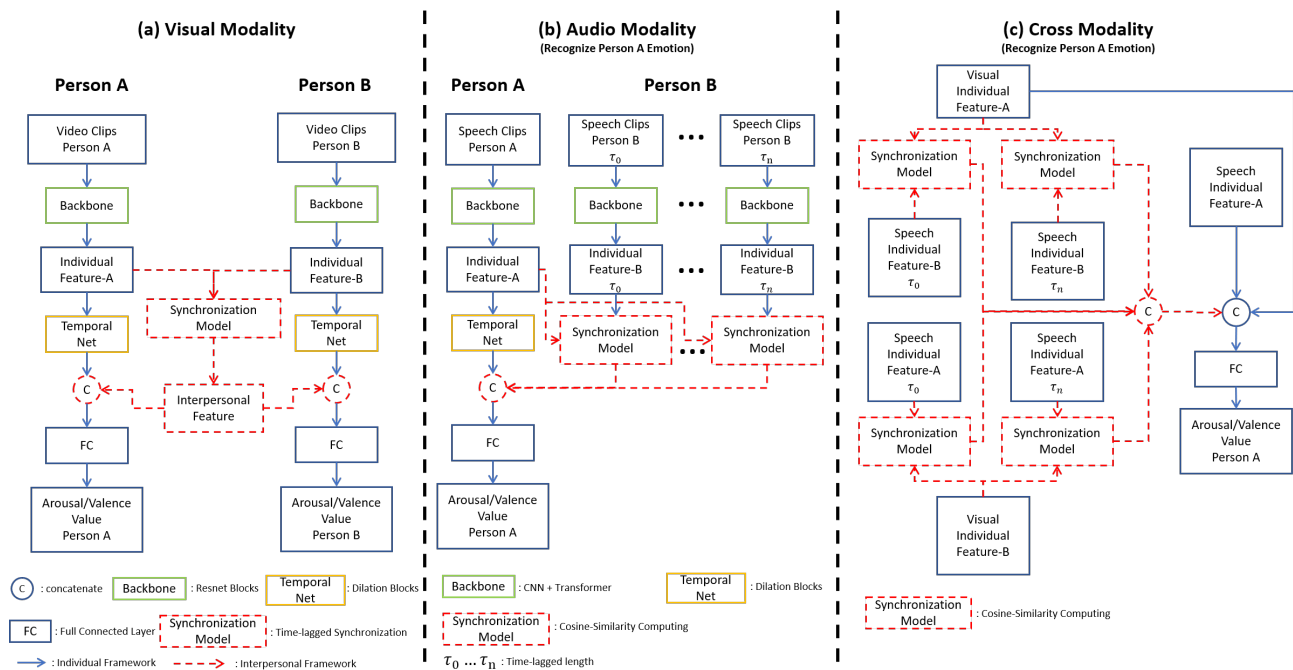 (a) Visual Modality
Person A
Person B
Video Clips
Person A
Video Clips
Person B
Backbone
Backbone
Individual
Feature-A
Individual
Feature-B
Synchronization
Model
Temporal
Net
Temporal
Net
C
Interpersonal
Feature
C
FC
FC
Arousal/Valence
Value
Person A
Arousal/Valence
Value
Person B
C : concatenate
Backbone : Resnet Blocks
Temporal
Net : Dilation Blocks
FC : Full Connected Layer
Synchronization
Model : Time-lagged Synchronization
: Individual Framework
: Interpersonal Framework
(b) Audio Modality
(Recognize Person A Emotion)
Person A
Person B
Speech Clips
Person A
Speech Clips
Person B
τ0
•••
Speech Clips
Person B
τn
Backbone
Backbone
•••
Backbone
Individual
Feature-A
Individual
Feature-B
τ0
•••
Individual
Feature-B
τn
Temporal
Net
Synchronization
Model
•••
Synchronization
Model
C
FC
Arousal/Valence
Value
Person A
Backbone : CNN + Transformer
Temporal
Net : Dilation Blocks
Synchronization
Model : Cosine-Similarity Computing
τ0 ... τn : Time-lagged length
(c) Cross Modality
(Recognize Person A Emotion)
Visual
Individual
Feature-A
Synchronization
Model
Synchronization
Model
Speech
Individual
Feature-A
Speech
Individual
Feature-B
τ0
Speech
Individual
Feature-B
τn
C
C
Speech
Individual
Feature-A
τ0
Speech
Individual
Feature-A
τn
FC
Synchronization
Model
Synchronization
Model
Arousal/Valence
Value
Person A
Visual
Individual
Feature-B
Synchronization
Model : Cosine-Similarity Computing